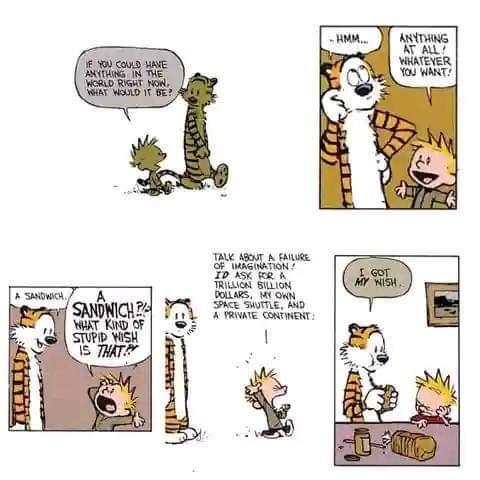 IF YOU COULD HAVE
ANYTHING IN THE
WORLD RIGHT NOW,
WHAT WOULD IT BE?
HMM...
ANYTHING
AT ALL!
WHATEVER
YOU WANT!
A SANDWICH.
A
SANDWICH?!?
WHAT KIND OF
STUPID WISH
IS THAT?!
TALK ABOUT A FAILURE
OF IMAGINATION!
I'D ASK FOR A
TRILLION BILLION
DOLLARS, MY OWN
SPACE SHUTTLE, AND
A PRIVATE CONTINENT!
I GOT
MY WISH.